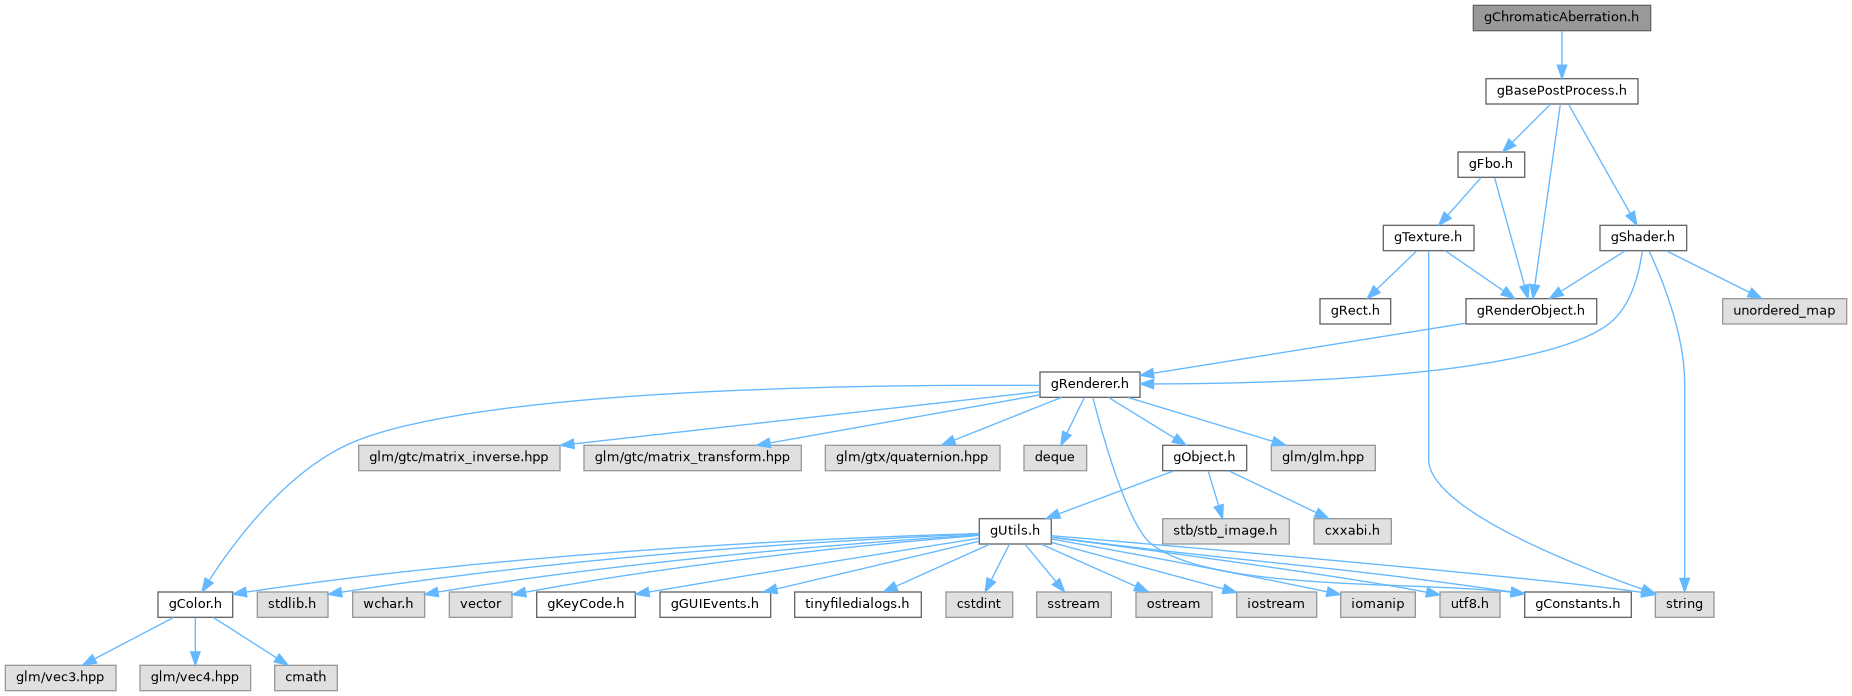 gChromaticAberration.h
gBasePostProcess.h
gFbo.h
gTexture.h
gShader.h
gRect.h
gRenderObject.h
unordered_map
gRenderer.h
glm/gtc/matrix_inverse.hpp
glm/gtc/matrix_transform.hpp
glm/gtx/quaternion.hpp
deque
gObject.h
glm/glm.hpp
gUtils.h
stb/stb_image.h
cxxabi.h
gColor.h
stdlib.h
wchar.h
vector
gKeyCode.h
gGUIEvents.h
tinyfiledialogs.h
cstdint
sstream
ostream
iostream
iomanip
utf8.h
gConstants.h
string
glm/vec3.hpp
glm/vec4.hpp
cmath